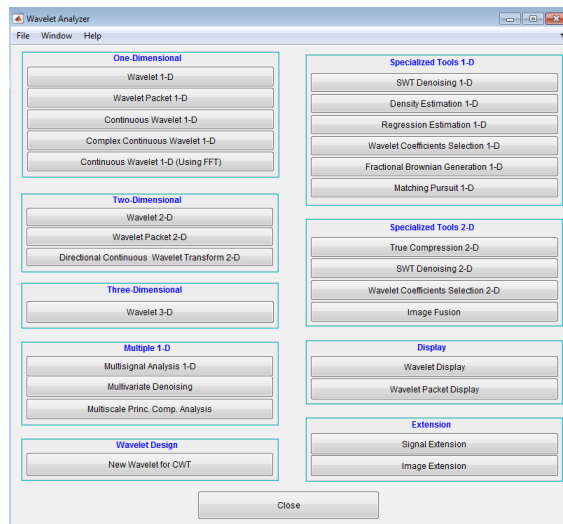 Wavelet Analyzer
File Window Help
One-Dimensional
Wavelet 1-D
Wavelet Packet 1-D
Continuous Wavelet 1-D
Complex Continuous Wavelet 1-D
Continuous Wavelet 1-D (Using FFT)
Two-Dimensional
Wavelet 2-D
Wavelet Packet 2-D
Directional Continuous Wavelet Transform 2-D
Three-Dimensional
Wavelet 3-D
Multiple 1-D
Multisignal Analysis 1-D
Multivariate Denoising
Multiscale Princ. Comp. Analysis
Wavelet Design
New Wavelet for CWT
Specialized Tools 1-D
SWT Denoising 1-D
Density Estimation 1-D
Regression Estimation 1-D
Wavelet Coefficients Selection 1-D
Fractional Brownian Generation 1-D
Matching Pursuit 1-D
Specialized Tools 2-D
True Compression 2-D
SWT Denoising 2-D
Wavelet Coefficients Selection 2-D
Image Fusion
Display
Wavelet Display
Wavelet Packet Display
Extension
Signal Extension
Image Extension
Close